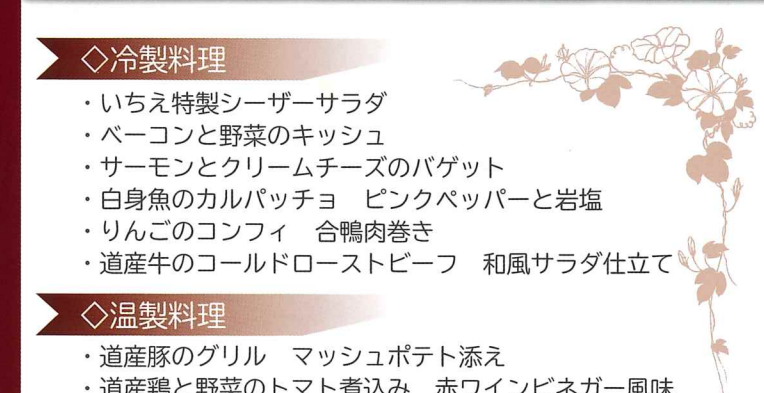 ◇冷製料理
・いちえ特製シーザーサラダ
・ベーコンと野菜のキッシュ
・サーモンとクリームチーズのバゲット
・白身魚のカルパッチョ　ピンクペッパーと岩塩
・りんごのコンフィ　合鴨肉巻き
・道産牛のコールドローストビーフ　和風サラダ仕立て
◇温製料理
・道産豚のグリル　マッシュポテト添え
・道産鶏と野菜のトマト煮込み　赤ワインビネガー風味